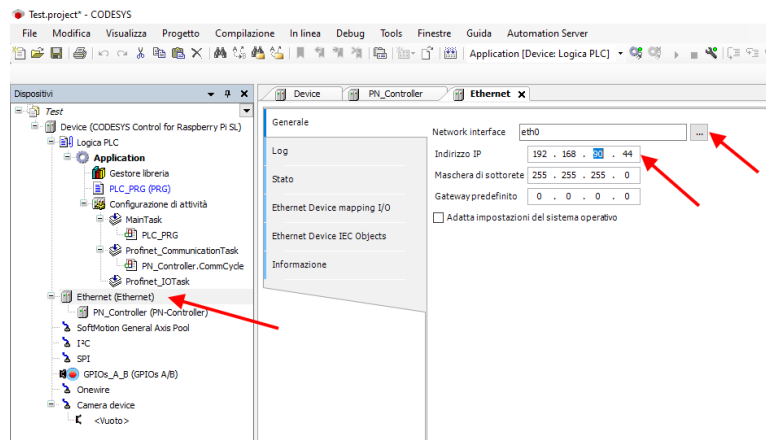 Test.project* - CODESYS
File Modifica Visualizza Progetto Compilazione In linea Debug Tools Finestre Guida Automation Server
Application [Device: Logica PLC]
Dispositivi
Device PN_Controller Ethernet
Test
Device (CODESYS Control for Raspberry Pi SL)
Logica PLC
Application
Gestore libreria
PLC_PRG (PRG)
Configurazione di attività
MainTask
PLC_PRG
Profinet_CommunicationTask
PN_Controller.CommCycle
Profinet_IOTask
Ethernet (Ethernet)
PN_Controller (PN-Controller)
SoftMotion General Axis Pool
I²C
SPI
GPIOs_A_B (GPIOs A/B)
Onewire
Camera device
<Vuoto>
Generale
Log
Stato
Ethernet Device mapping I/O
Ethernet Device IEC Objects
Informazione
Network interface eth0 ...
Indirizzo IP 192 . 168 . 90 . 44
Maschera di sottorete 255 . 255 . 255 . 0
Gateway predefinito 0 . 0 . 0 . 0
Adatta impostazioni del sistema operativo